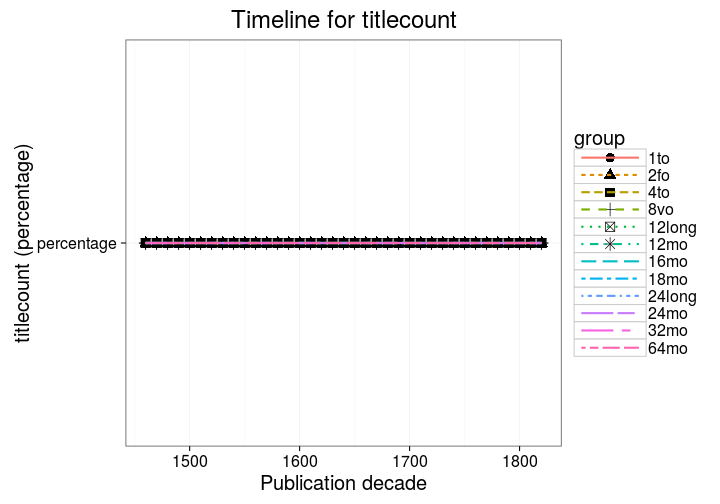 Timeline for titlecount
titlecount (percentage)
percentage
1500
1600
1700
1800
Publication decade
group
1to
2fo
4to
8vo
12long
12mo
16mo
18mo
24long
24mo
32mo
64mo